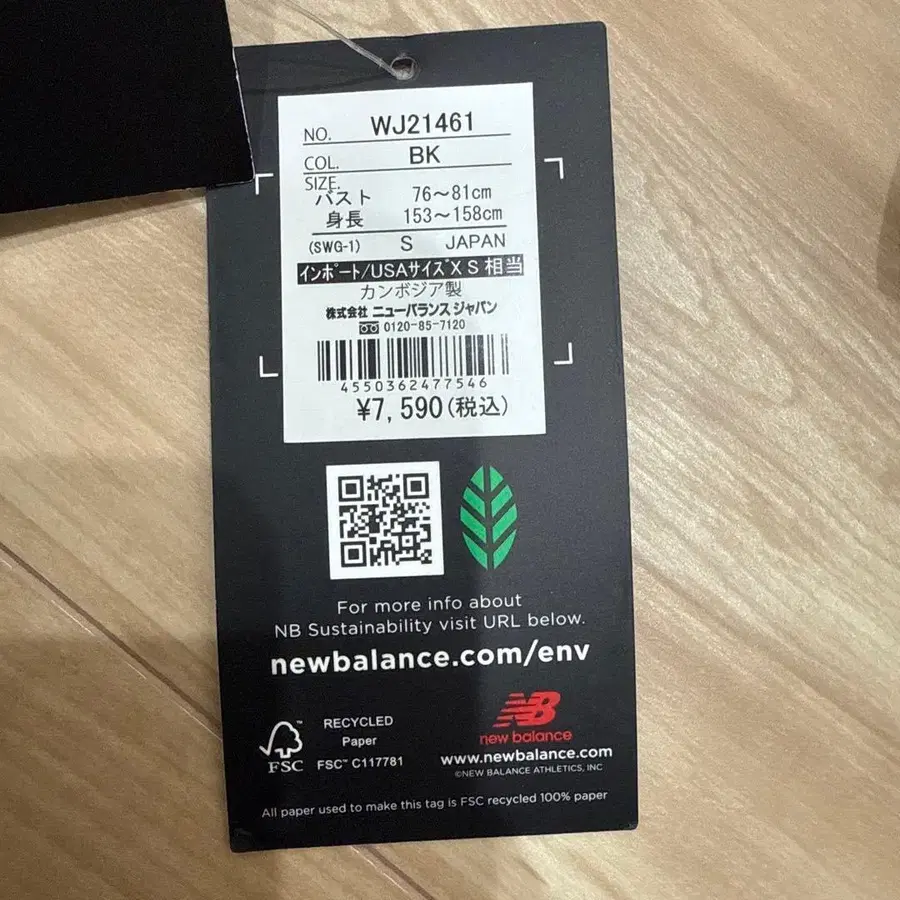 NO. WJ21461
COL. BK
SIZE.
バスト 76～81cm
身長 153～158cm
(SWG-1) S JAPAN
インポート/USAサイズXS相当
カンボジア製
株式会社 ニューバランス ジャパン
0120-85-7120
4550362477546
¥7,590(税込)
For more info about
NB Sustainability visit URL below.
newbalance.com/env
FSC™
RECYCLED
Paper
FSC™ C117781
NB
new balance
www.newbalance.com
©NEW BALANCE ATHLETICS, INC
All paper used to make this tag is FSC recycled 100% paper